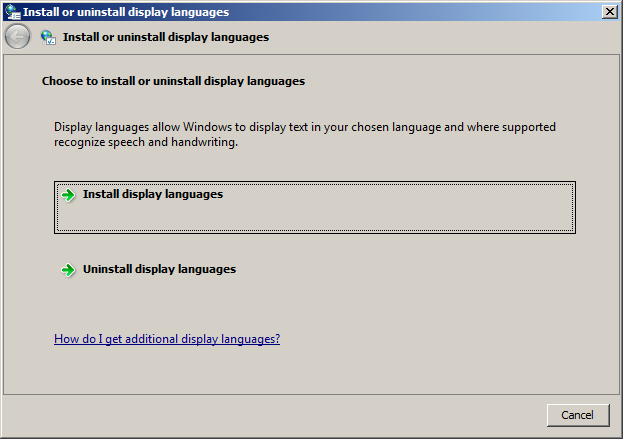 Install or uninstall display languages
Install or uninstall display languages
Choose to install or uninstall display languages
Display languages allow Windows to display text in your chosen language and where supported
recognize speech and handwriting.
Install display languages
Uninstall display languages
How do I get additional display languages?
Cancel